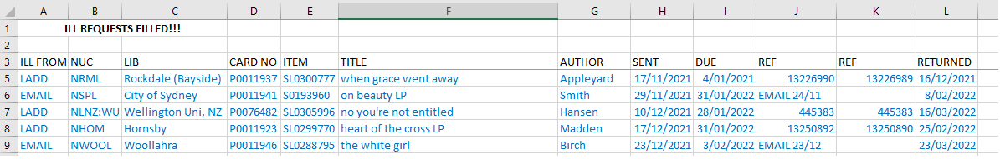 A B C D E F G H I J K L
1 ILL REQUESTS FILLED!!!
2
3 ILL FROM NUC LIB CARD NO ITEM TITLE AUTHOR SENT DUE REF REF RETURNED
5 LADD NRML Rockdale (Bayside) P0011937 SL0300777 when grace went away Appleyard 17/11/2021 4/01/2021 13226990 13226989 16/12/2021
6 EMAIL NSPL City of Sydney P0011941 S0193960 on beauty LP Smith 29/11/2021 31/01/2022 EMAIL 24/11 8/02/2022
7 LADD NLNZ:WU Wellington Uni, NZ P0076482 SL0305996 no you're not entitled Hansen 10/12/2021 28/01/2022 445383 445383 16/03/2022
8 LADD NHOM Hornsby P0011923 SL0299770 heart of the cross LP Madden 17/12/2021 31/01/2022 13250892 13250890 25/02/2022
9 EMAIL NWOOL Woollahra P0011946 SL0288795 the white girl Birch 23/12/2021 3/02/2022 EMAIL 23/12 23/03/2022